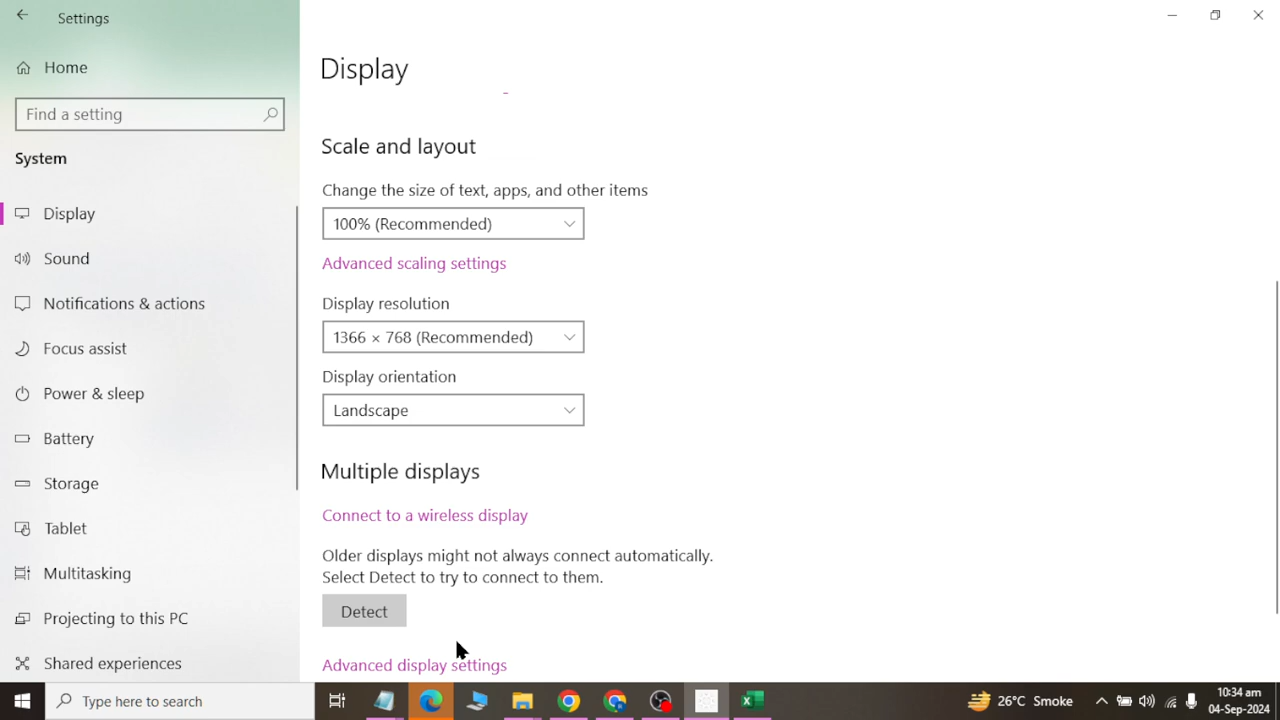 Settings
Home
Find a setting
System
Display
Sound
Notifications & actions
Focus assist
Power & sleep
Battery
Storage
Tablet
Multitasking
Projecting to this PC
Shared experiences
Display
Scale and layout
Change the size of text, apps, and other items
100% (Recommended)
Advanced scaling settings
Display resolution
1366 × 768 (Recommended)
Display orientation
Landscape
Multiple displays
Connect to a wireless display
Older displays might not always connect automatically.
Select Detect to try to connect to them.
Detect
Advanced display settings
Type here to search
26°C Smoke
10:34 am
04-Sep-2024